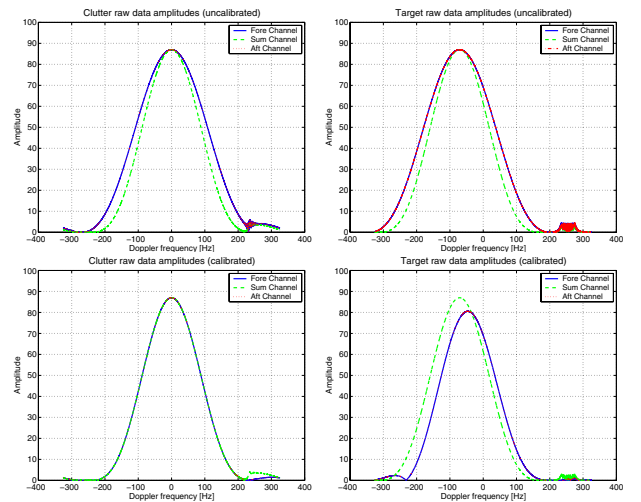 Clutter raw data amplitudes (uncalibrated)
100
90
80
70
60
50
40
30
20
10
0
Amplitude
Fore Channel
Sum Channel
Aft Channel
−400 −300 −200 −100 0 100 200 300 400
Doppler frequency [Hz]
Target raw data amplitudes (uncalibrated)
100
90
80
70
60
50
40
30
20
10
0
Amplitude
Fore Channel
Sum Channel
Aft Channel
−400 −300 −200 −100 0 100 200 300 400
Doppler frequency [Hz]
Clutter raw data amplitudes (calibrated)
100
90
80
70
60
50
40
30
20
10
0
Amplitude
Fore Channel
Sum Channel
Aft Channel
−400 −300 −200 −100 0 100 200 300 400
Doppler frequency [Hz]
Target raw data amplitudes (calibrated)
100
90
80
70
60
50
40
30
20
10
0
Amplitude
Fore Channel
Sum Channel
Aft Channel
−400 −300 −200 −100 0 100 200 300 400
Doppler frequency [Hz]